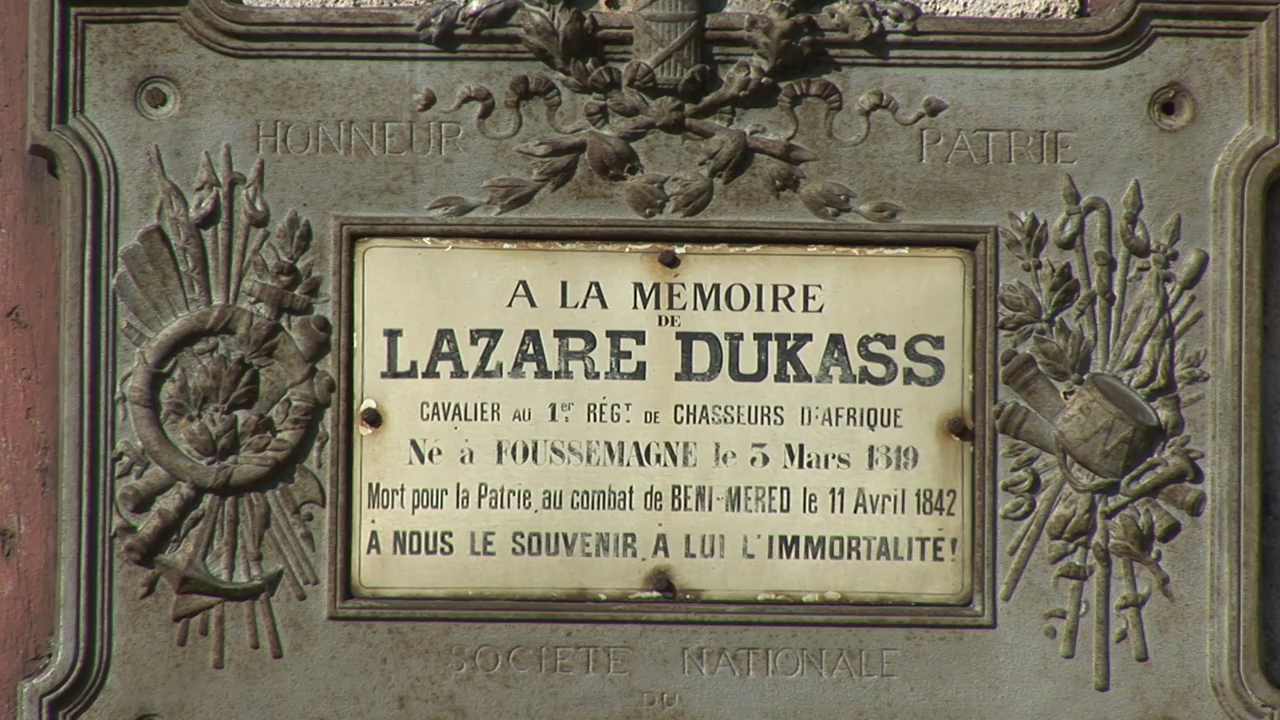 HONNEUR PATRIE
A LA MÉMOIRE
DE
LAZARE DUKASS
CAVALIER AU 1er RÉGT DE CHASSEURS D'AFRIQUE
Né à FOUSSEMAGNE le 3 Mars 1819
Mort pour la Patrie, au combat de BENI-MERED le 11 Avril 1842
À NOUS LE SOUVENIR, À LUI L'IMMORTALITÉ!
SOCIETE NATIONALE
DU